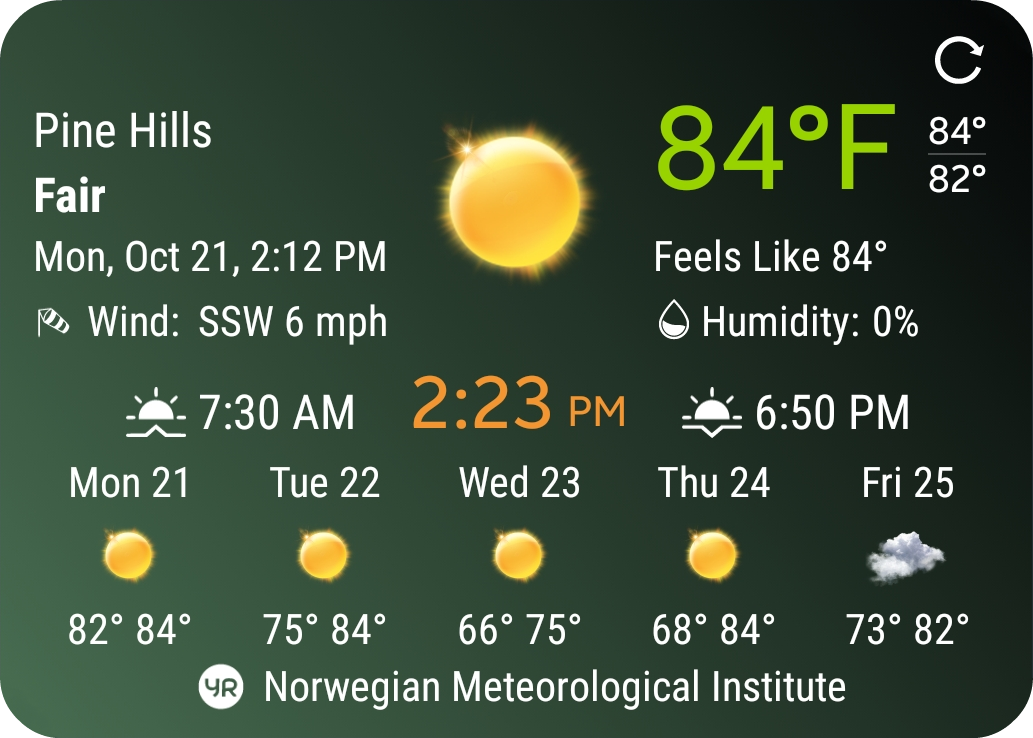 Pine Hills
Fair
Mon, Oct 21, 2:12 PM
Wind: SSW 6 mph
84°F
84°
82°
Feels Like 84°
Humidity: 0%
7:30 AM 2:23 PM 6:50 PM
Mon 21 Tue 22 Wed 23 Thu 24 Fri 25
82° 84° 75° 84° 66° 75° 68° 84° 73° 82°
YR Norwegian Meteorological Institute